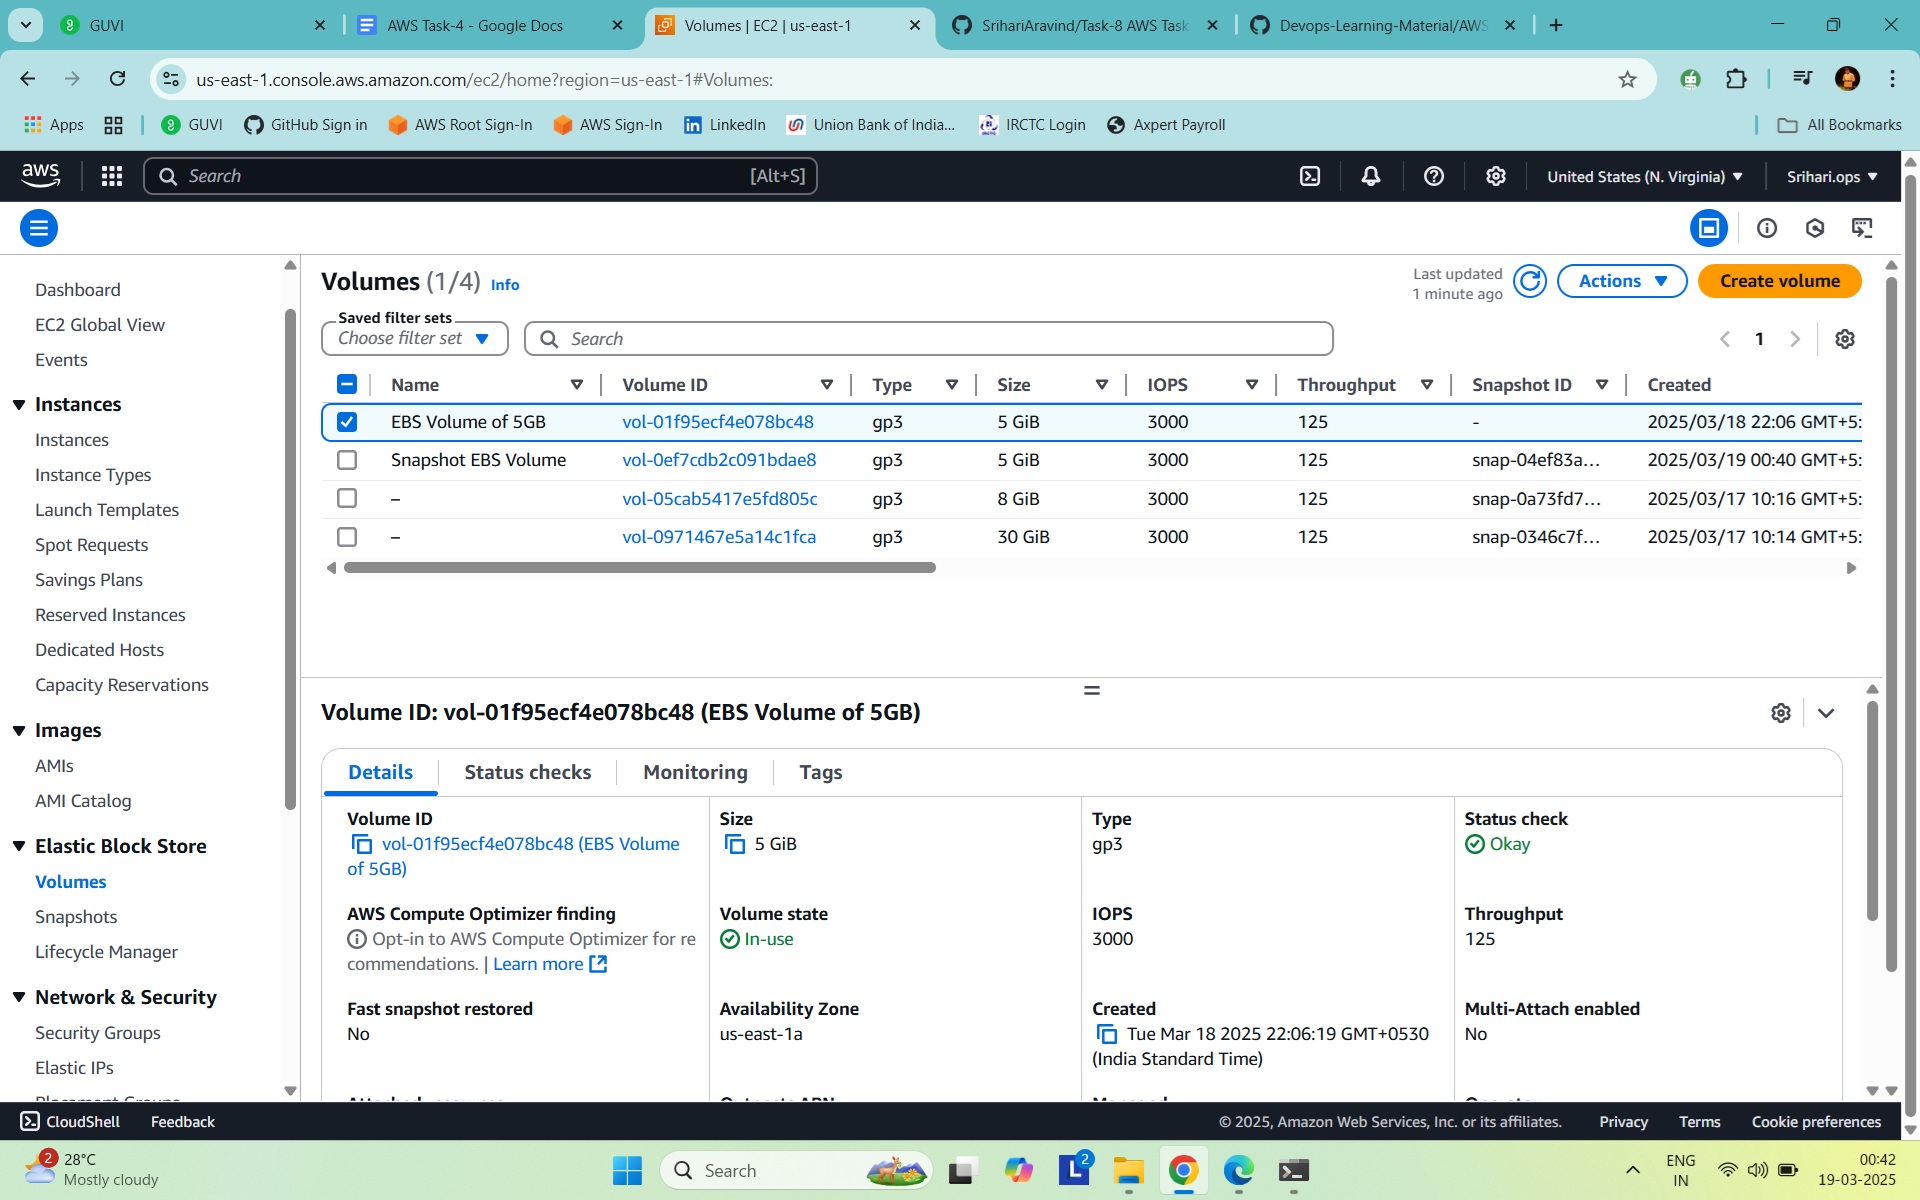 GUVI
AWS Task-4 - Google Docs
Volumes | EC2 | us-east-1
SrihariAravind/Task-8 AWS Task
Devops-Learning-Material/AWS
us-east-1.console.aws.amazon.com/ec2/home?region=us-east-1#Volumes:
Apps
GUVI
GitHub Sign in
AWS Root Sign-In
AWS Sign-In
LinkedIn
Union Bank of India...
IRCTC Login
Axpert Payroll
All Bookmarks
aws
Search
[Alt+S]
United States (N. Virginia)
Srihari.ops
Dashboard
EC2 Global View
Events
Instances
Instances
Instance Types
Launch Templates
Spot Requests
Savings Plans
Reserved Instances
Dedicated Hosts
Capacity Reservations
Images
AMIs
AMI Catalog
Elastic Block Store
Volumes
Snapshots
Lifecycle Manager
Network & Security
Security Groups
Elastic IPs
Volumes (1/4) Info
Last updated
1 minute ago
Actions
Create volume
Saved filter sets
Choose filter set
Search
1
Name Volume ID Type Size IOPS Throughput Snapshot ID Created
EBS Volume of 5GB vol-01f95ecf4e078bc48 gp3 5 GiB 3000 125 - 2025/03/18 22:06 GMT+5:
Snapshot EBS Volume vol-0ef7cdb2c091bdae8 gp3 5 GiB 3000 125 snap-04ef83a... 2025/03/19 00:40 GMT+5:
– vol-05cab5417e5fd805c gp3 8 GiB 3000 125 snap-0a73fd7... 2025/03/17 10:16 GMT+5:
– vol-0971467e5a14c1fca gp3 30 GiB 3000 125 snap-0346c7f... 2025/03/17 10:14 GMT+5:
Volume ID: vol-01f95ecf4e078bc48 (EBS Volume of 5GB)
Details
Status checks
Monitoring
Tags
Volume ID
vol-01f95ecf4e078bc48 (EBS Volume
of 5GB)
Size
5 GiB
Type
gp3
Status check
Okay
AWS Compute Optimizer finding
Opt-in to AWS Compute Optimizer for re
commendations. | Learn more
Volume state
In-use
IOPS
3000
Throughput
125
Fast snapshot restored
No
Availability Zone
us-east-1a
Created
Tue Mar 18 2025 22:06:19 GMT+0530
(India Standard Time)
Multi-Attach enabled
No
CloudShell
Feedback
© 2025, Amazon Web Services, Inc. or its affiliates.
Privacy
Terms
Cookie preferences
2
28°C
Mostly cloudy
Search
L
2
ENG
IN
00:42
19-03-2025